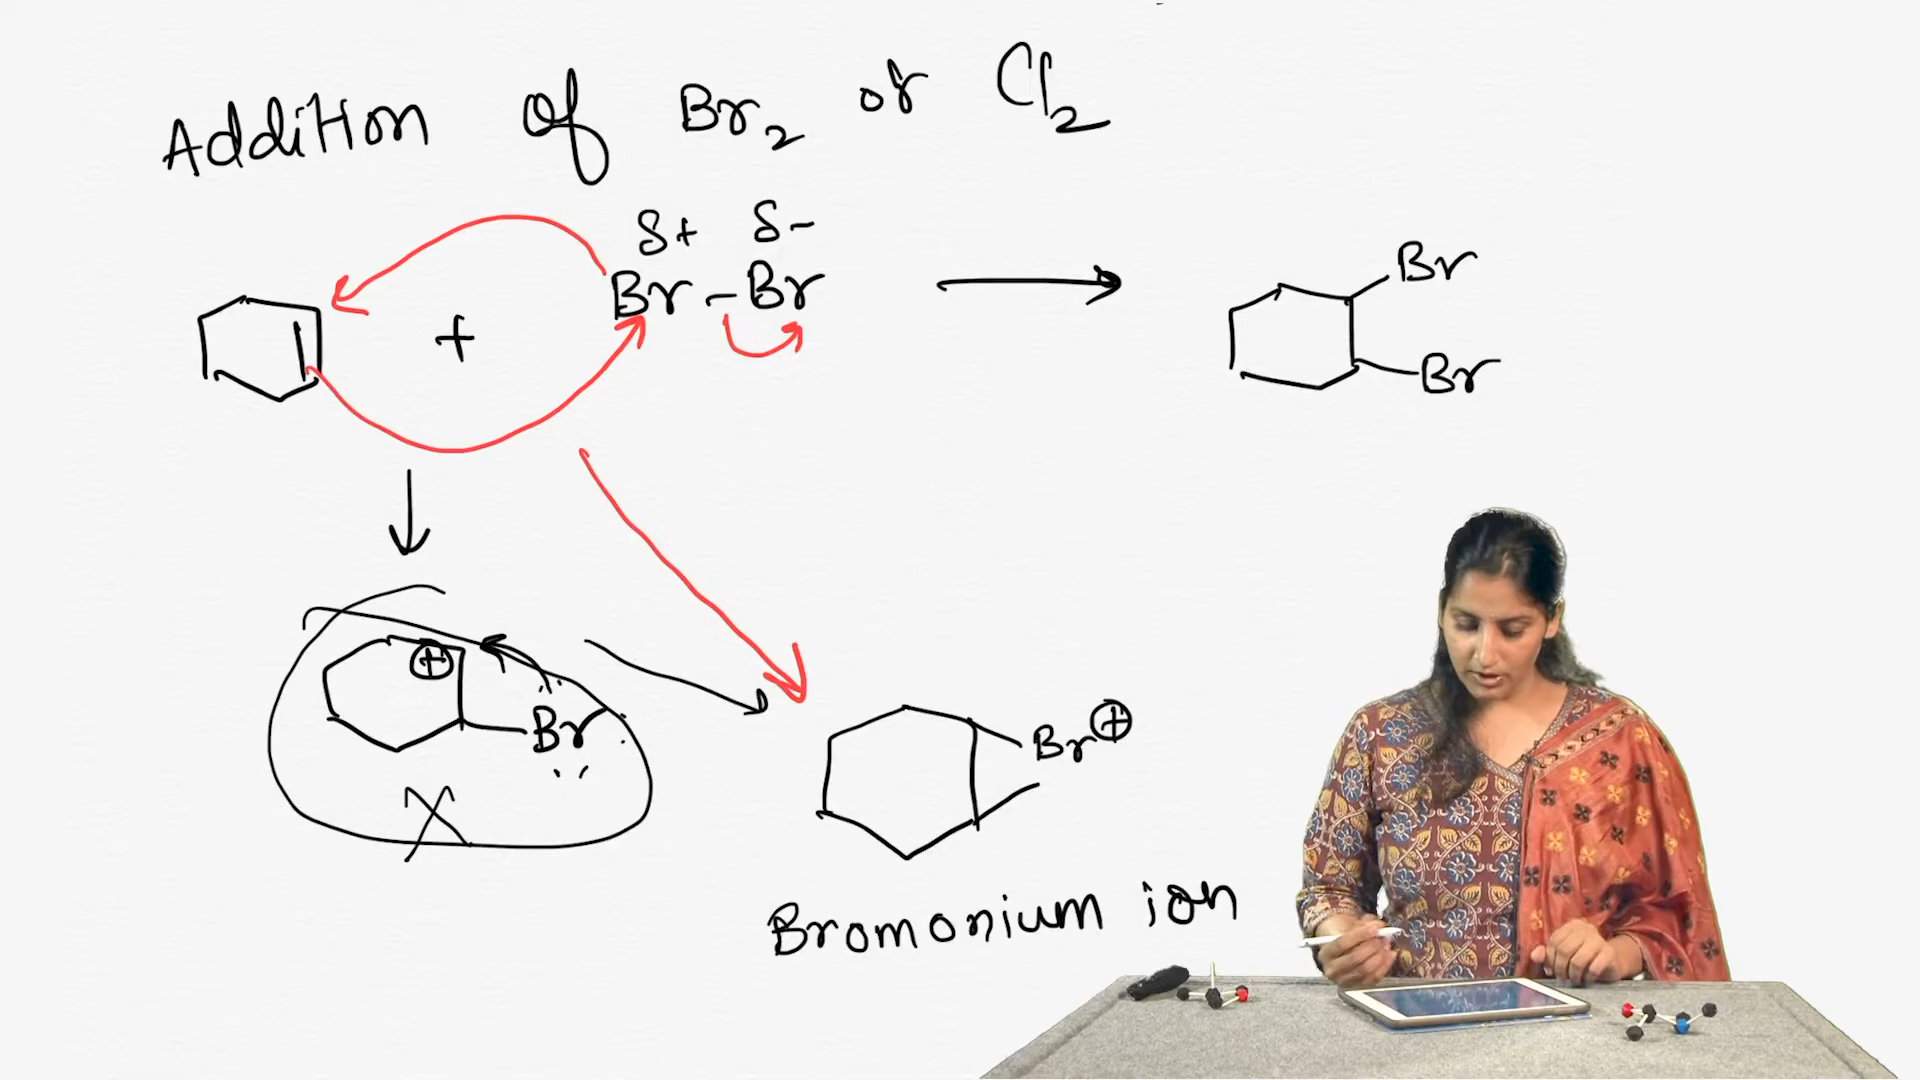 Addition of Br2 or Cl2
δ+ δ-
+ Br-Br
Br
Br
+
Br
Br+
X
Bromonium ion